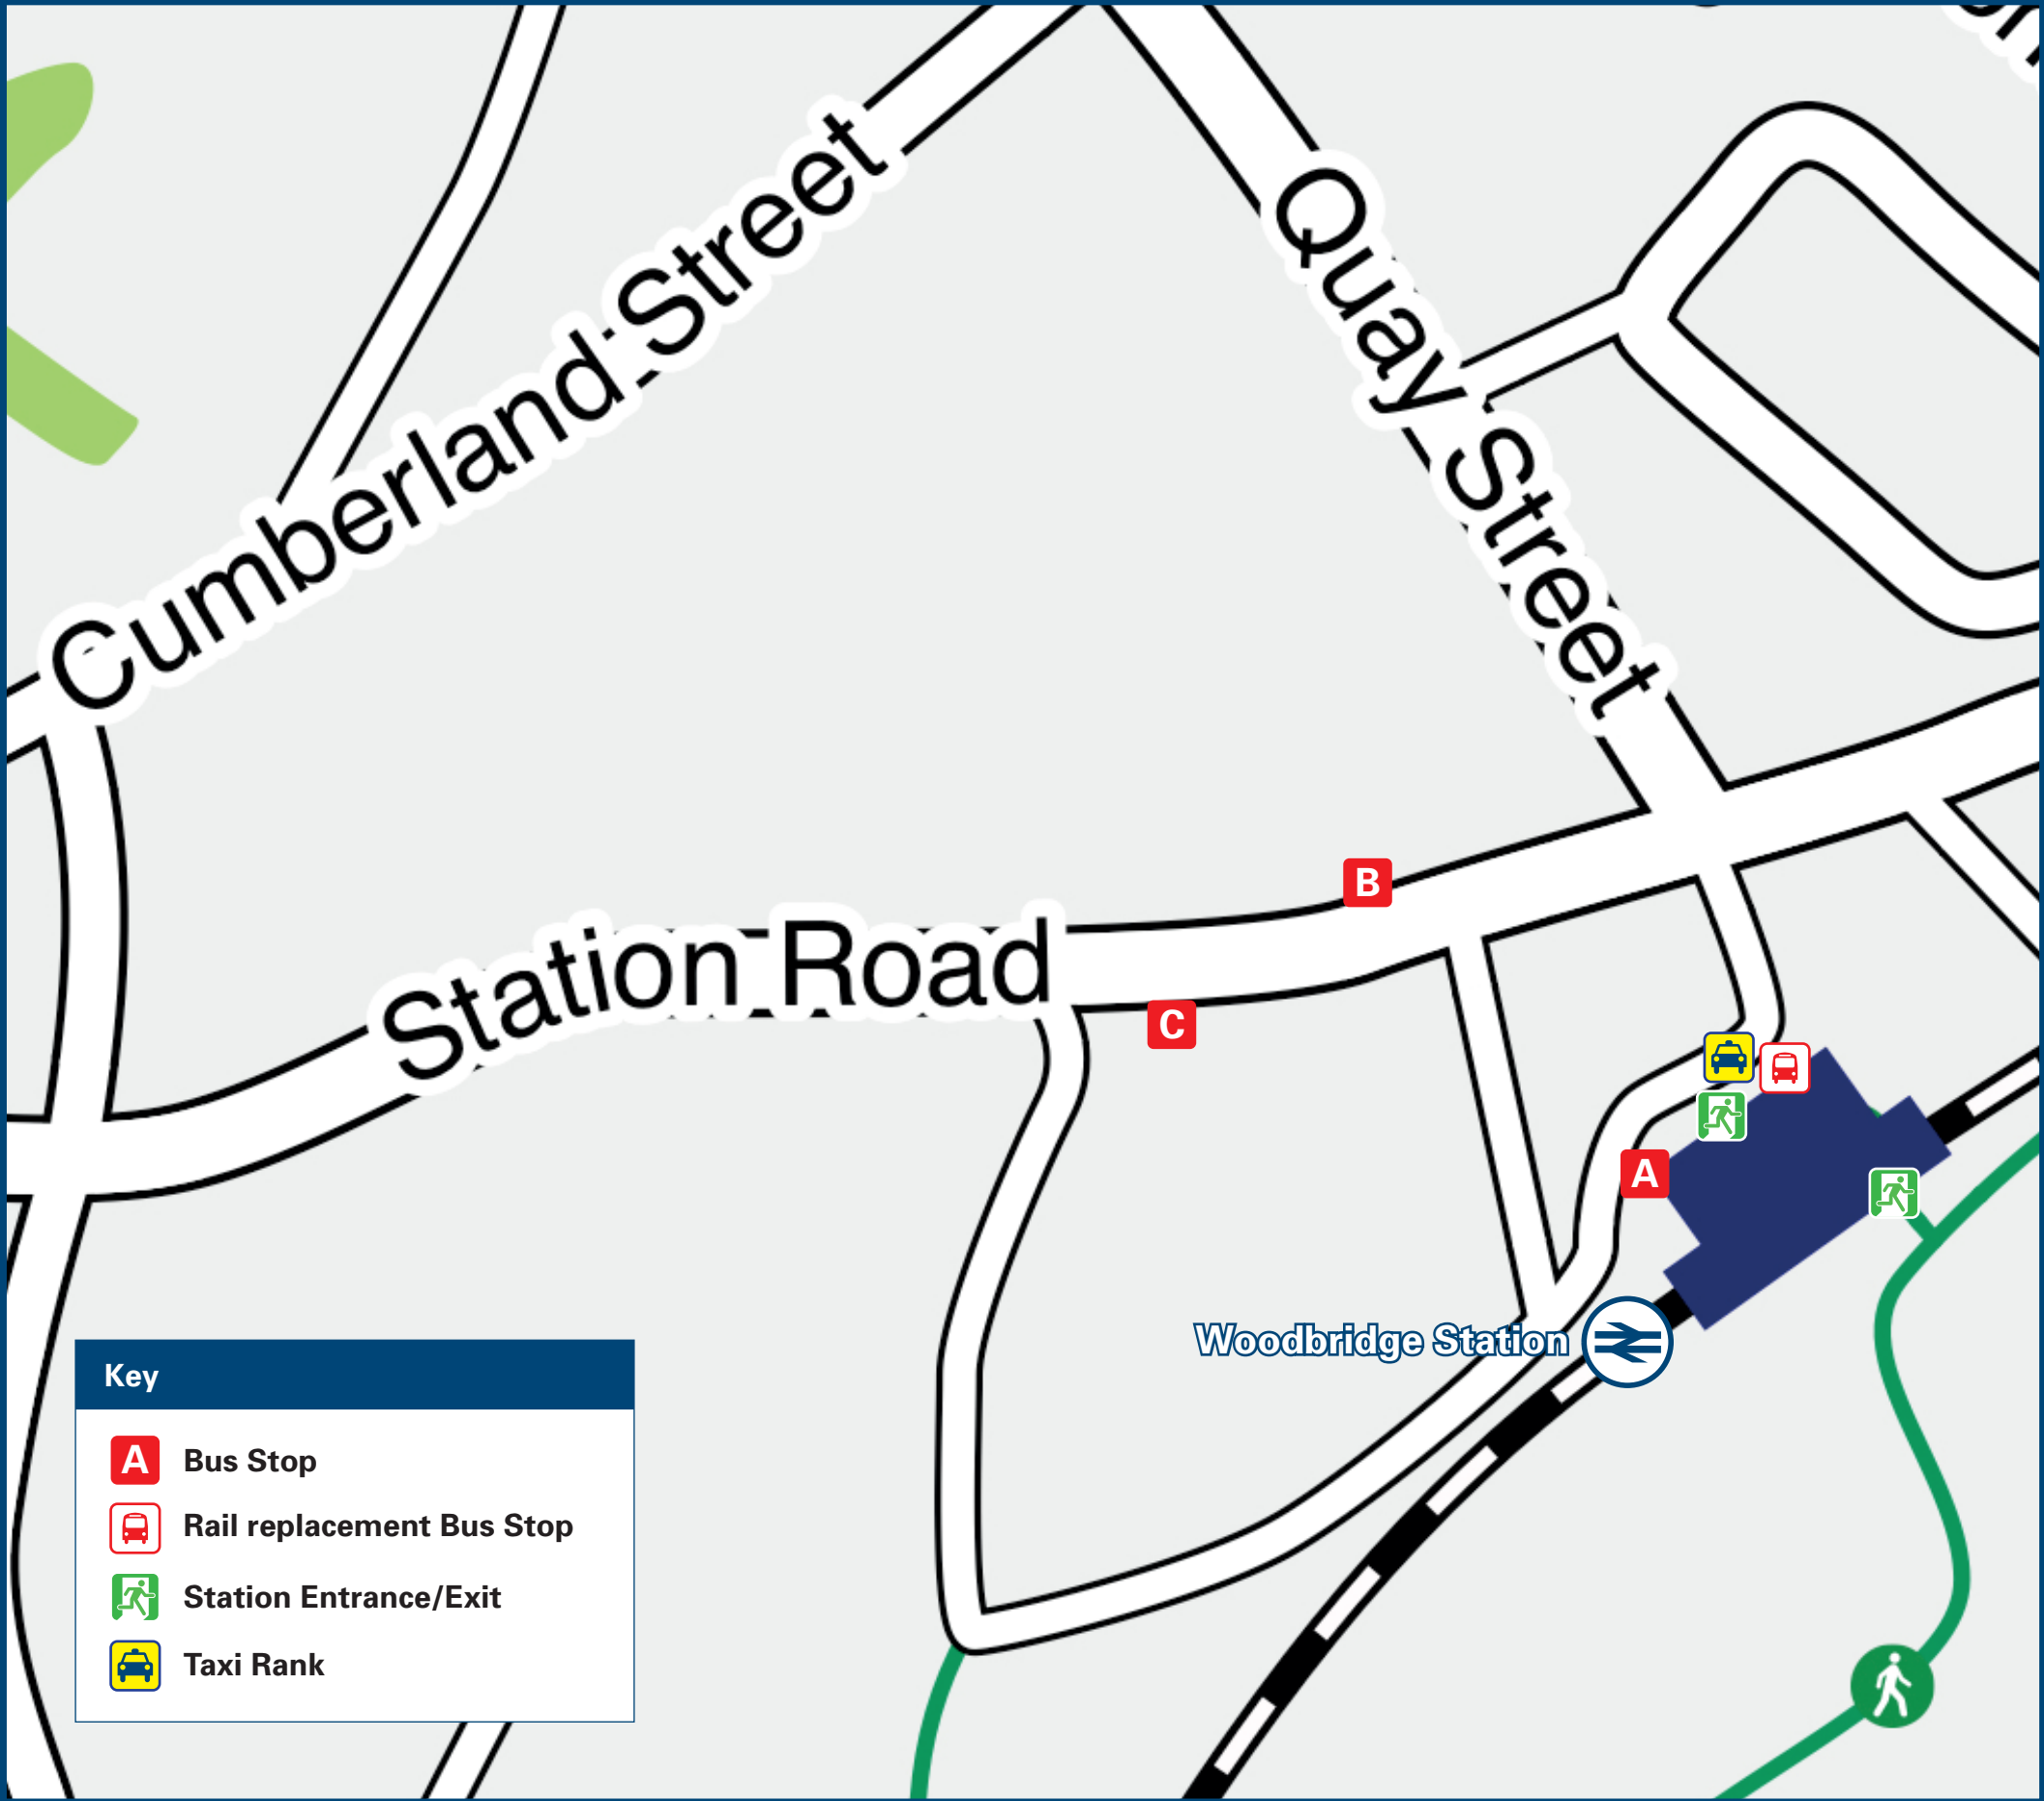 Cumberland Street
Quay Street
Station Road
B
C
A
Woodbridge Station
Key
A Bus Stop
Rail replacement Bus Stop
Station Entrance/Exit
Taxi Rank